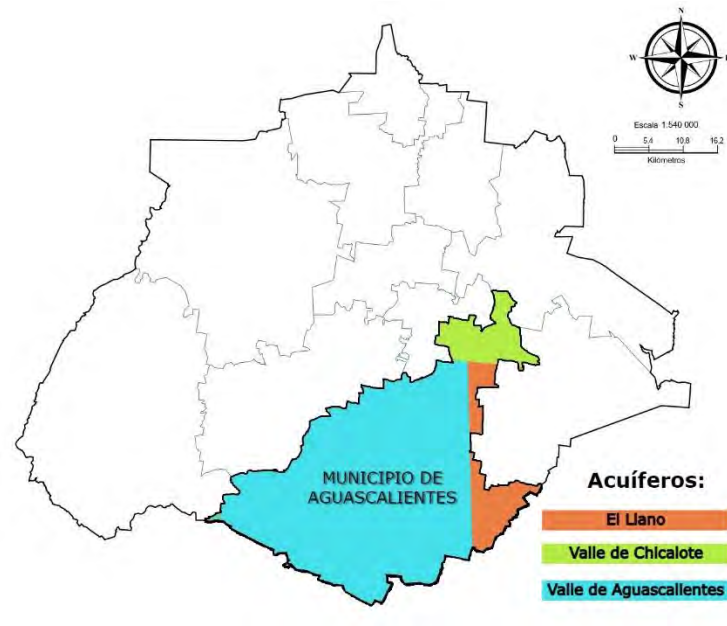 N
W
E
S
Escala 1:540 000
0 5.4 10.8 16.2
Kilómetros
MUNICIPIO DE
AGUASCALIENTES
Acuíferos:
El Llano
Valle de Chicalote
Valle de Aguascalientes